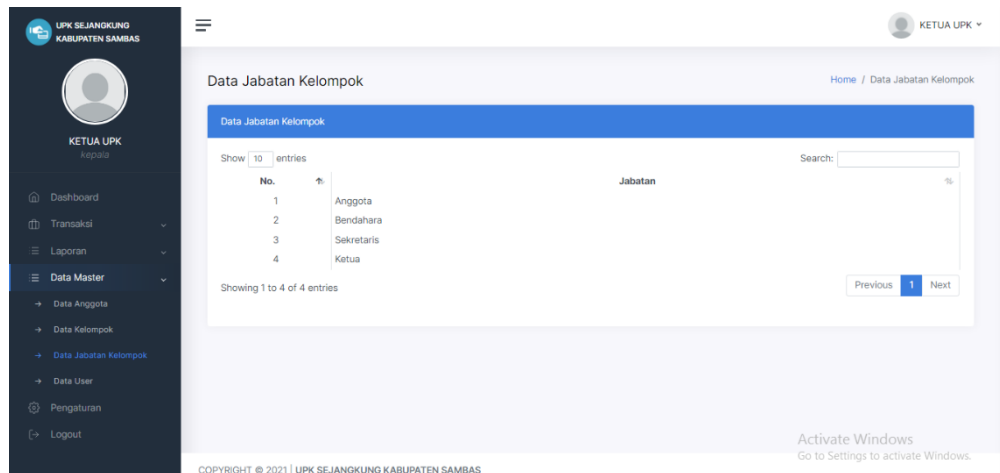 UPK SEJANGKUNG
KABUPATEN SAMBAS
KETUA UPK
KETUA UPK
kepala
Dashboard
Transaksi
Laporan
Data Master
Data Anggota
Data Kelompok
Data Jabatan Kelompok
Data User
Pengaturan
Logout
Data Jabatan Kelompok
Home / Data Jabatan Kelompok
Data Jabatan Kelompok
Show 10 entries
Search:
No. Jabatan
1 Anggota
2 Bendahara
3 Sekretaris
4 Ketua
Showing 1 to 4 of 4 entries
Previous 1 Next
Activate Windows
Go to Settings to activate Windows.
COPYRIGHT © 2021 | UPK SEJANGKUNG KABUPATEN SAMBAS